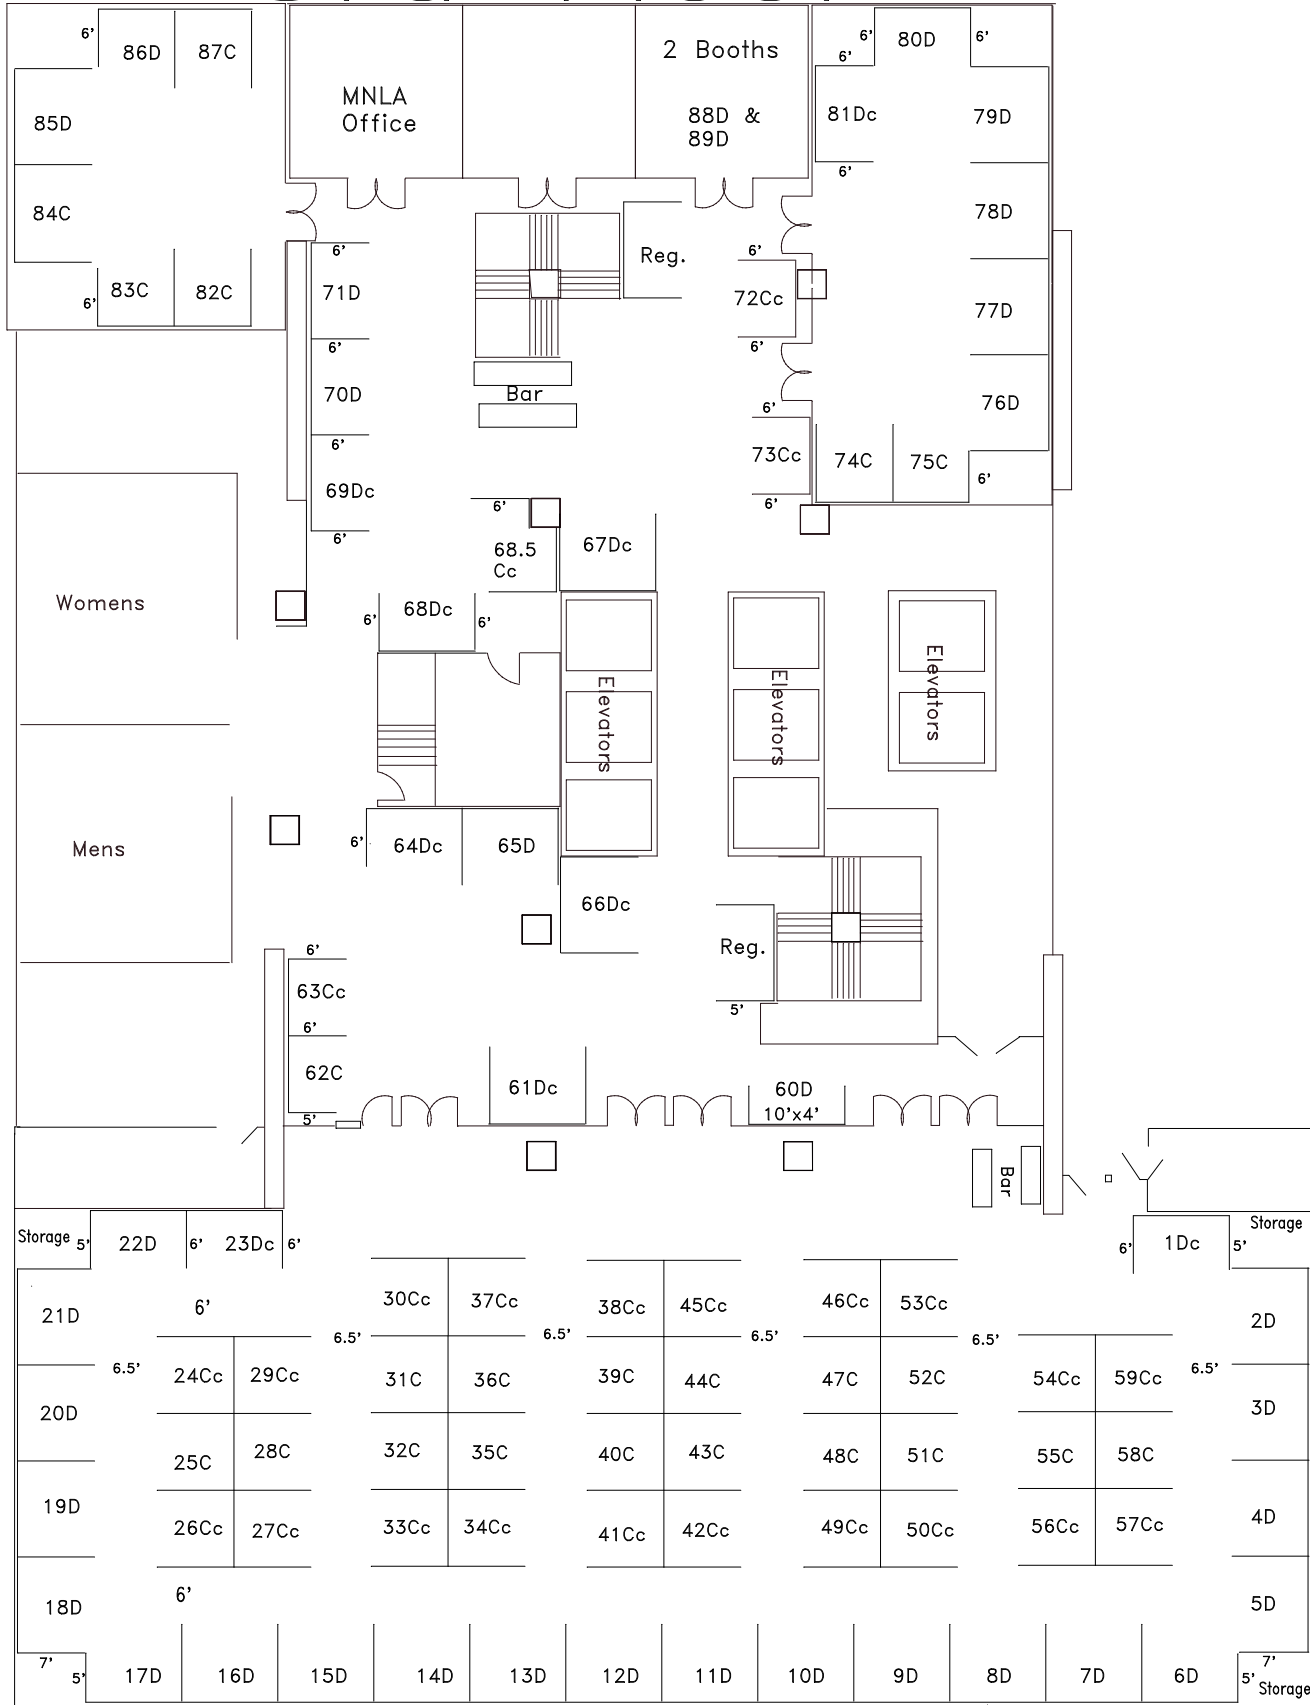 6'
86D
87C
MNLA
Office
2 Booths
88D &
89D
6'
80D
6'
6'
81Dc
79D
6'
85D
84C
78D
6'
83C
82C
6'
71D
6'
Reg.
6'
72Cc
6'
77D
70D
6'
Bar
6'
76D
69Dc
6'
73Cc
6'
74C
75C
6'
6'
68.5
Cc
67Dc
Womens
6'
68Dc
6'
Elevators
Elevators
Elevators
Mens
6'
64Dc
65D
66Dc
Reg.
5'
6'
63Cc
6'
62C
5'
61Dc
60D
10'x4'
Bar
Storage
5'
22D
6'
23Dc
6'
6'
1Dc
5'
Storage
21D
6'
30Cc
37Cc
38Cc
45Cc
46Cc
53Cc
2D
6.5'
6.5'
6.5'
6.5'
6.5'
24Cc
29Cc
31C
36C
39C
44C
47C
52C
54Cc
59Cc
6.5'
20D
3D
25C
28C
32C
35C
40C
43C
48C
51C
55C
58C
19D
26Cc
27Cc
33Cc
34Cc
41Cc
42Cc
49Cc
50Cc
56Cc
57Cc
4D
18D
6'
5D
7'
5'
17D
16D
15D
14D
13D
12D
11D
10D
9D
8D
7D
6D
7'
5'
Storage